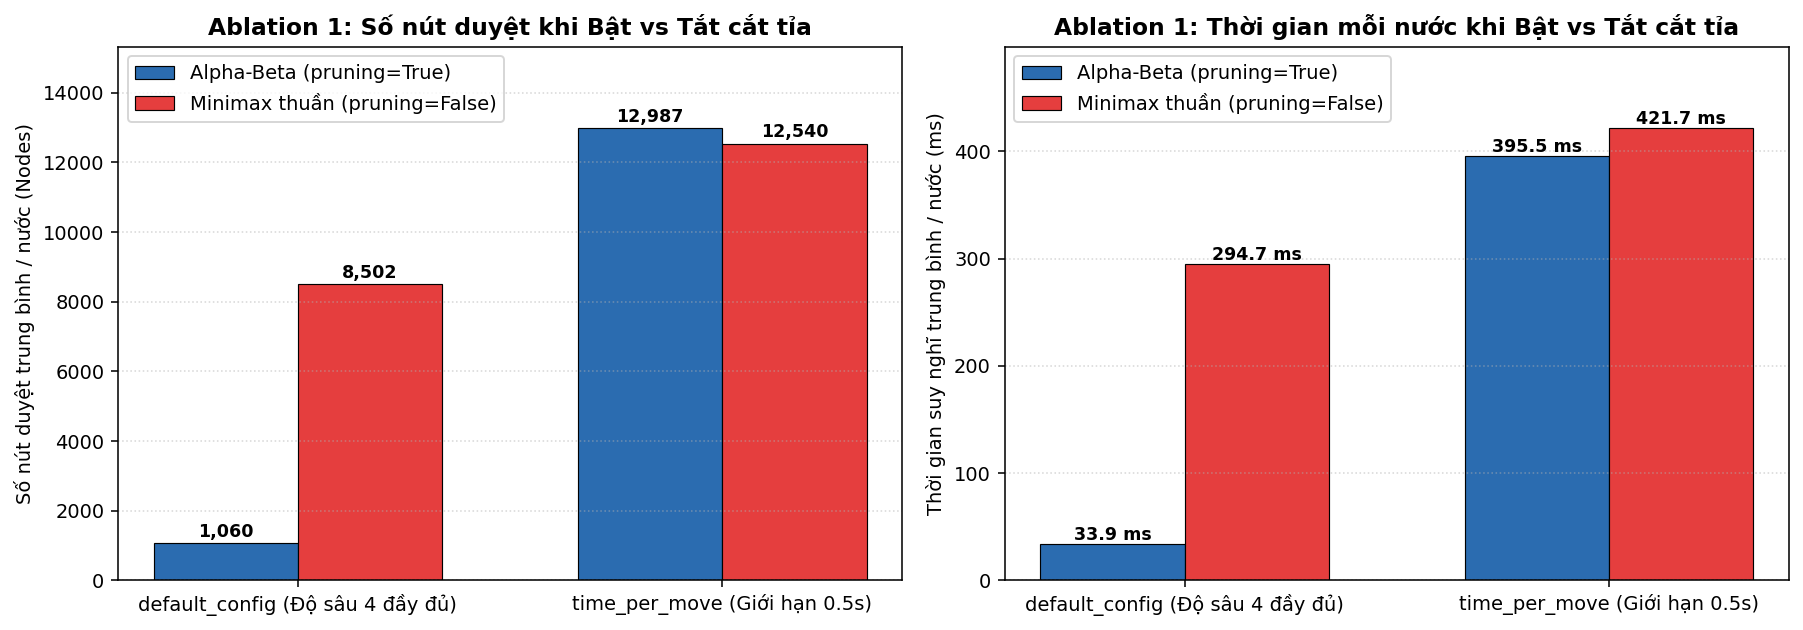 Ablation 1: Số nút duyệt khi Bật vs Tắt cắt tỉa
Số nút duyệt trung bình / nước (Nodes)
14000
12000
10000
8000
6000
4000
2000
0
Alpha-Beta (pruning=True)
Minimax thuần (pruning=False)
1,060
8,502
12,987
12,540
default_config (Độ sâu 4 đầy đủ)
time_per_move (Giới hạn 0.5s)
Ablation 1: Thời gian mỗi nước khi Bật vs Tắt cắt tỉa
Thời gian suy nghĩ trung bình / nước (ms)
400
300
200
100
0
Alpha-Beta (pruning=True)
Minimax thuần (pruning=False)
33.9 ms
294.7 ms
395.5 ms
421.7 ms
default_config (Độ sâu 4 đầy đủ)
time_per_move (Giới hạn 0.5s)